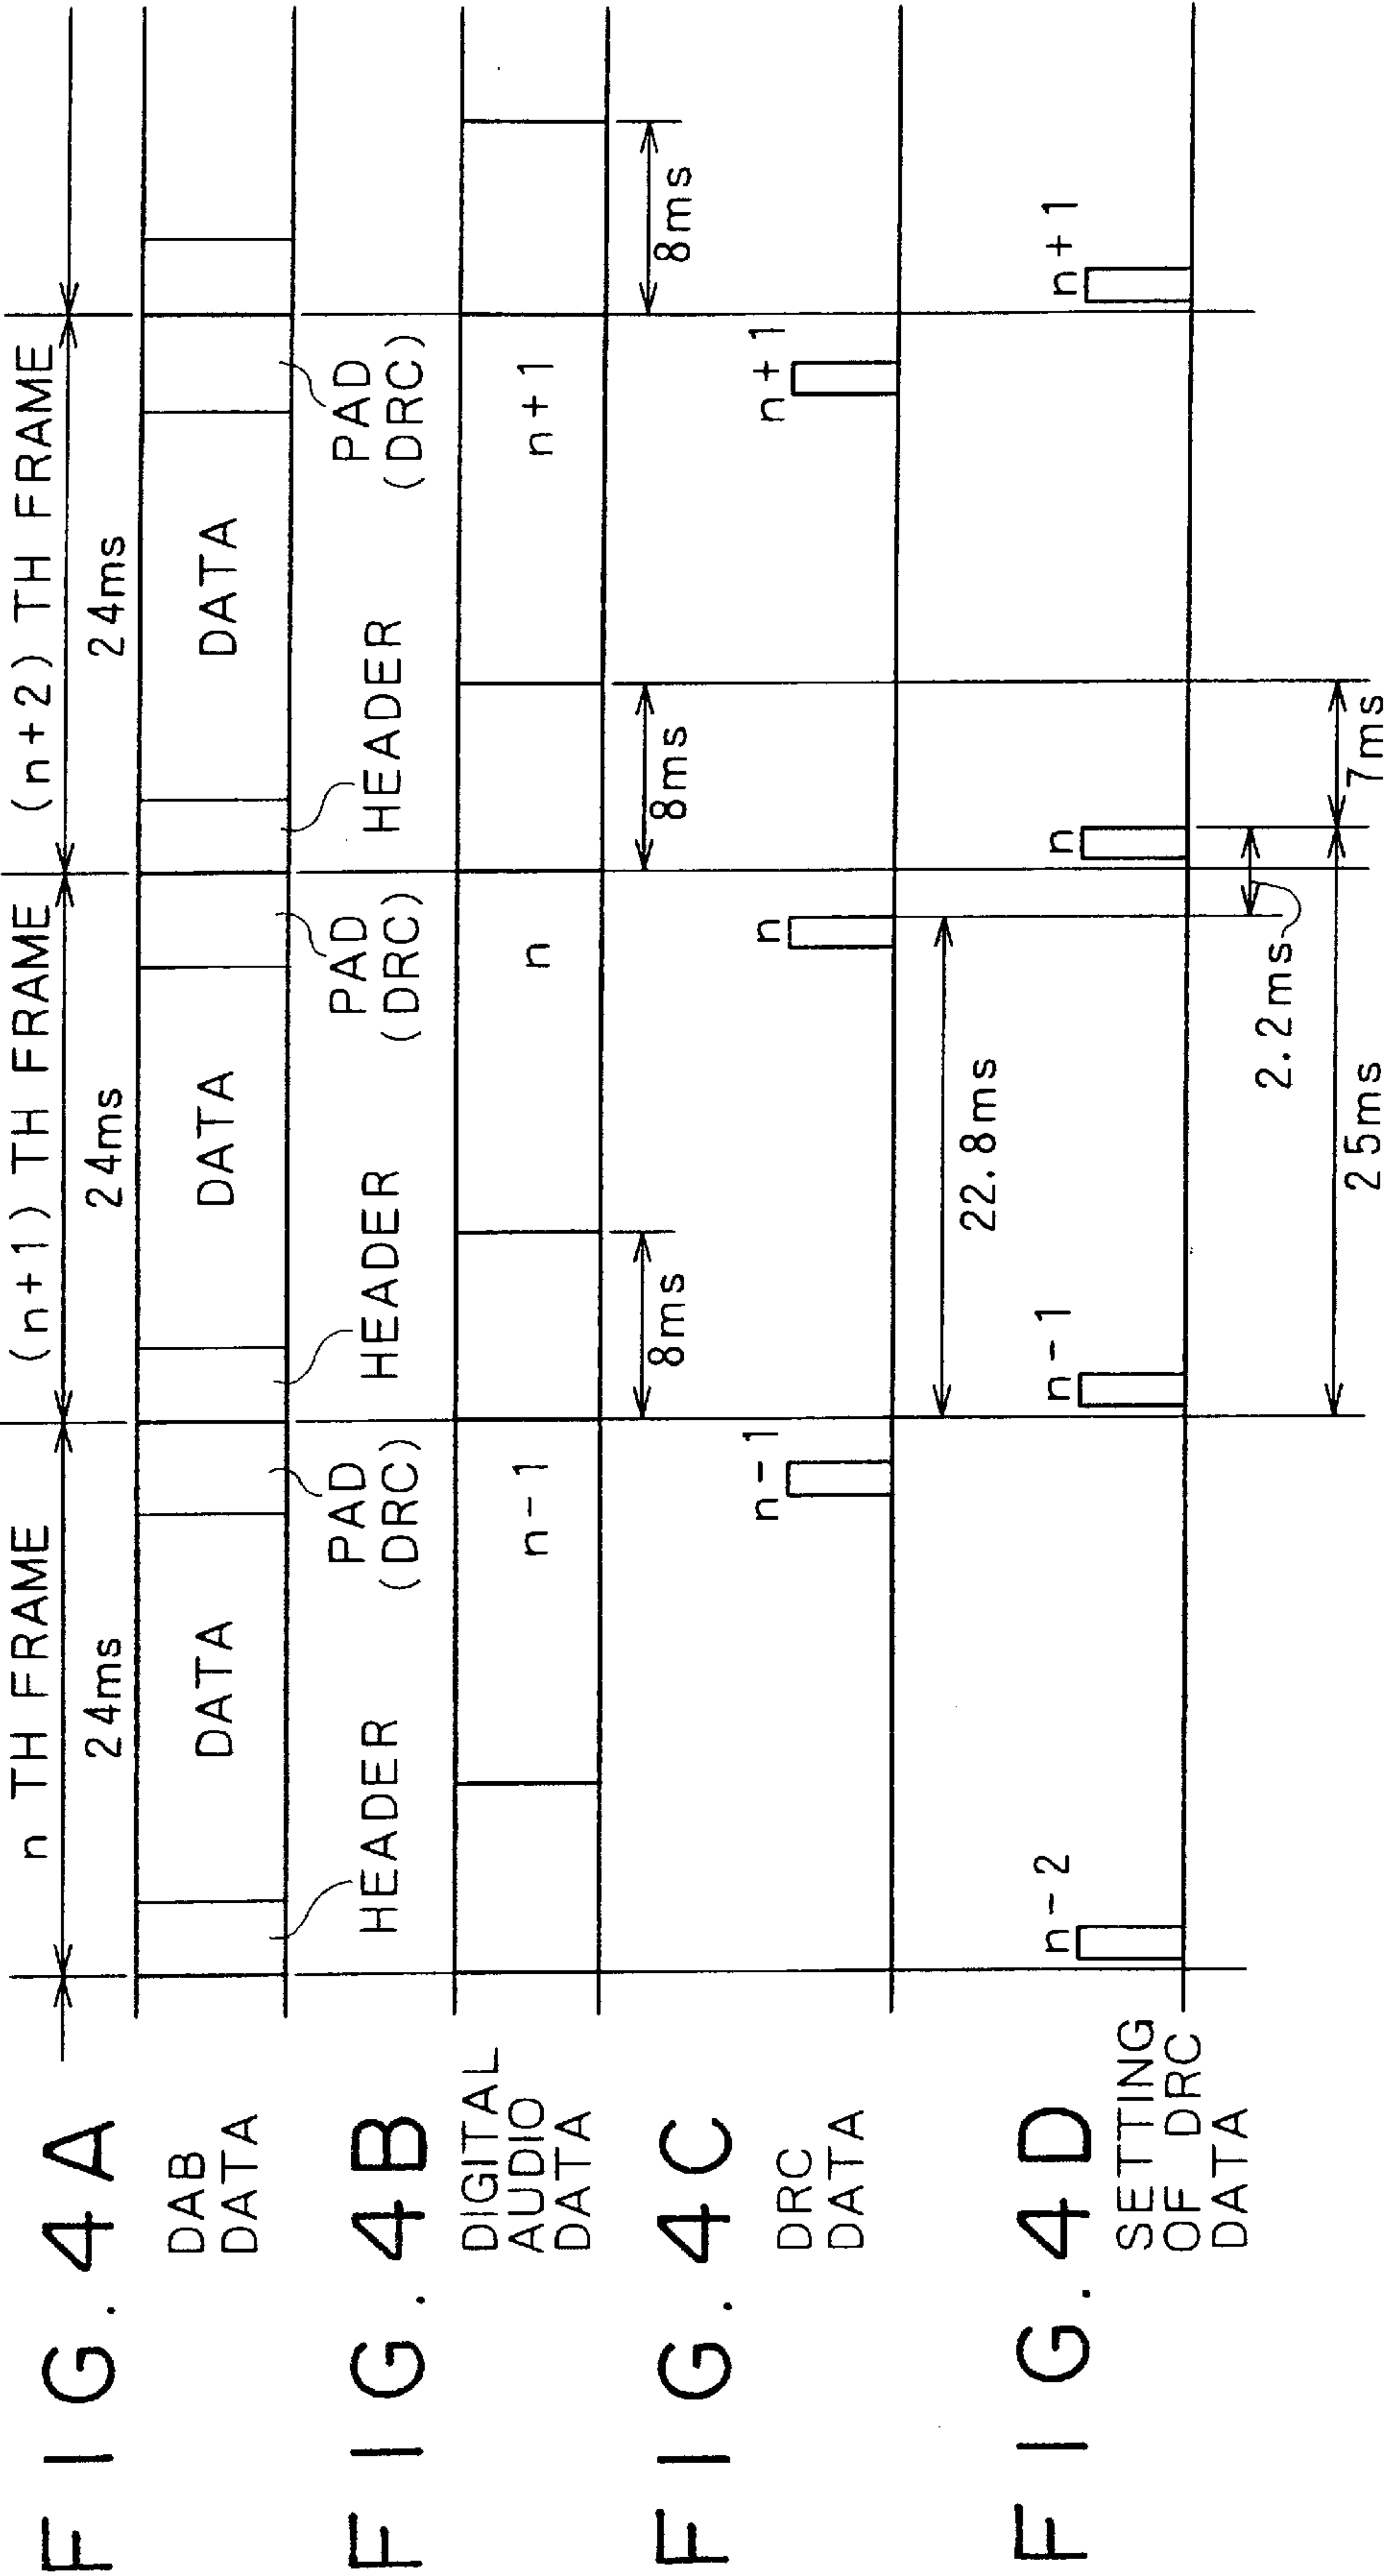 FIG. 4A
DAB
DATA
n TH FRAME
(n+1) TH FRAME
(n+2) TH FRAME
24ms
24ms
24ms
DATA
DATA
DATA
HEADER
PAD
(DRC)
HEADER
PAD
(DRC)
HEADER
PAD
(DRC)
FIG. 4B
DIGITAL
AUDIO
DATA
n-1
n
n+1
8ms
8ms
8ms
FIG. 4C
DRC
DATA
n-1
n
n+1
22.8ms
FIG. 4D
SETTING
OF DRC
DATA
n-2
n-1
n
n+1
2.2ms
25ms
7ms